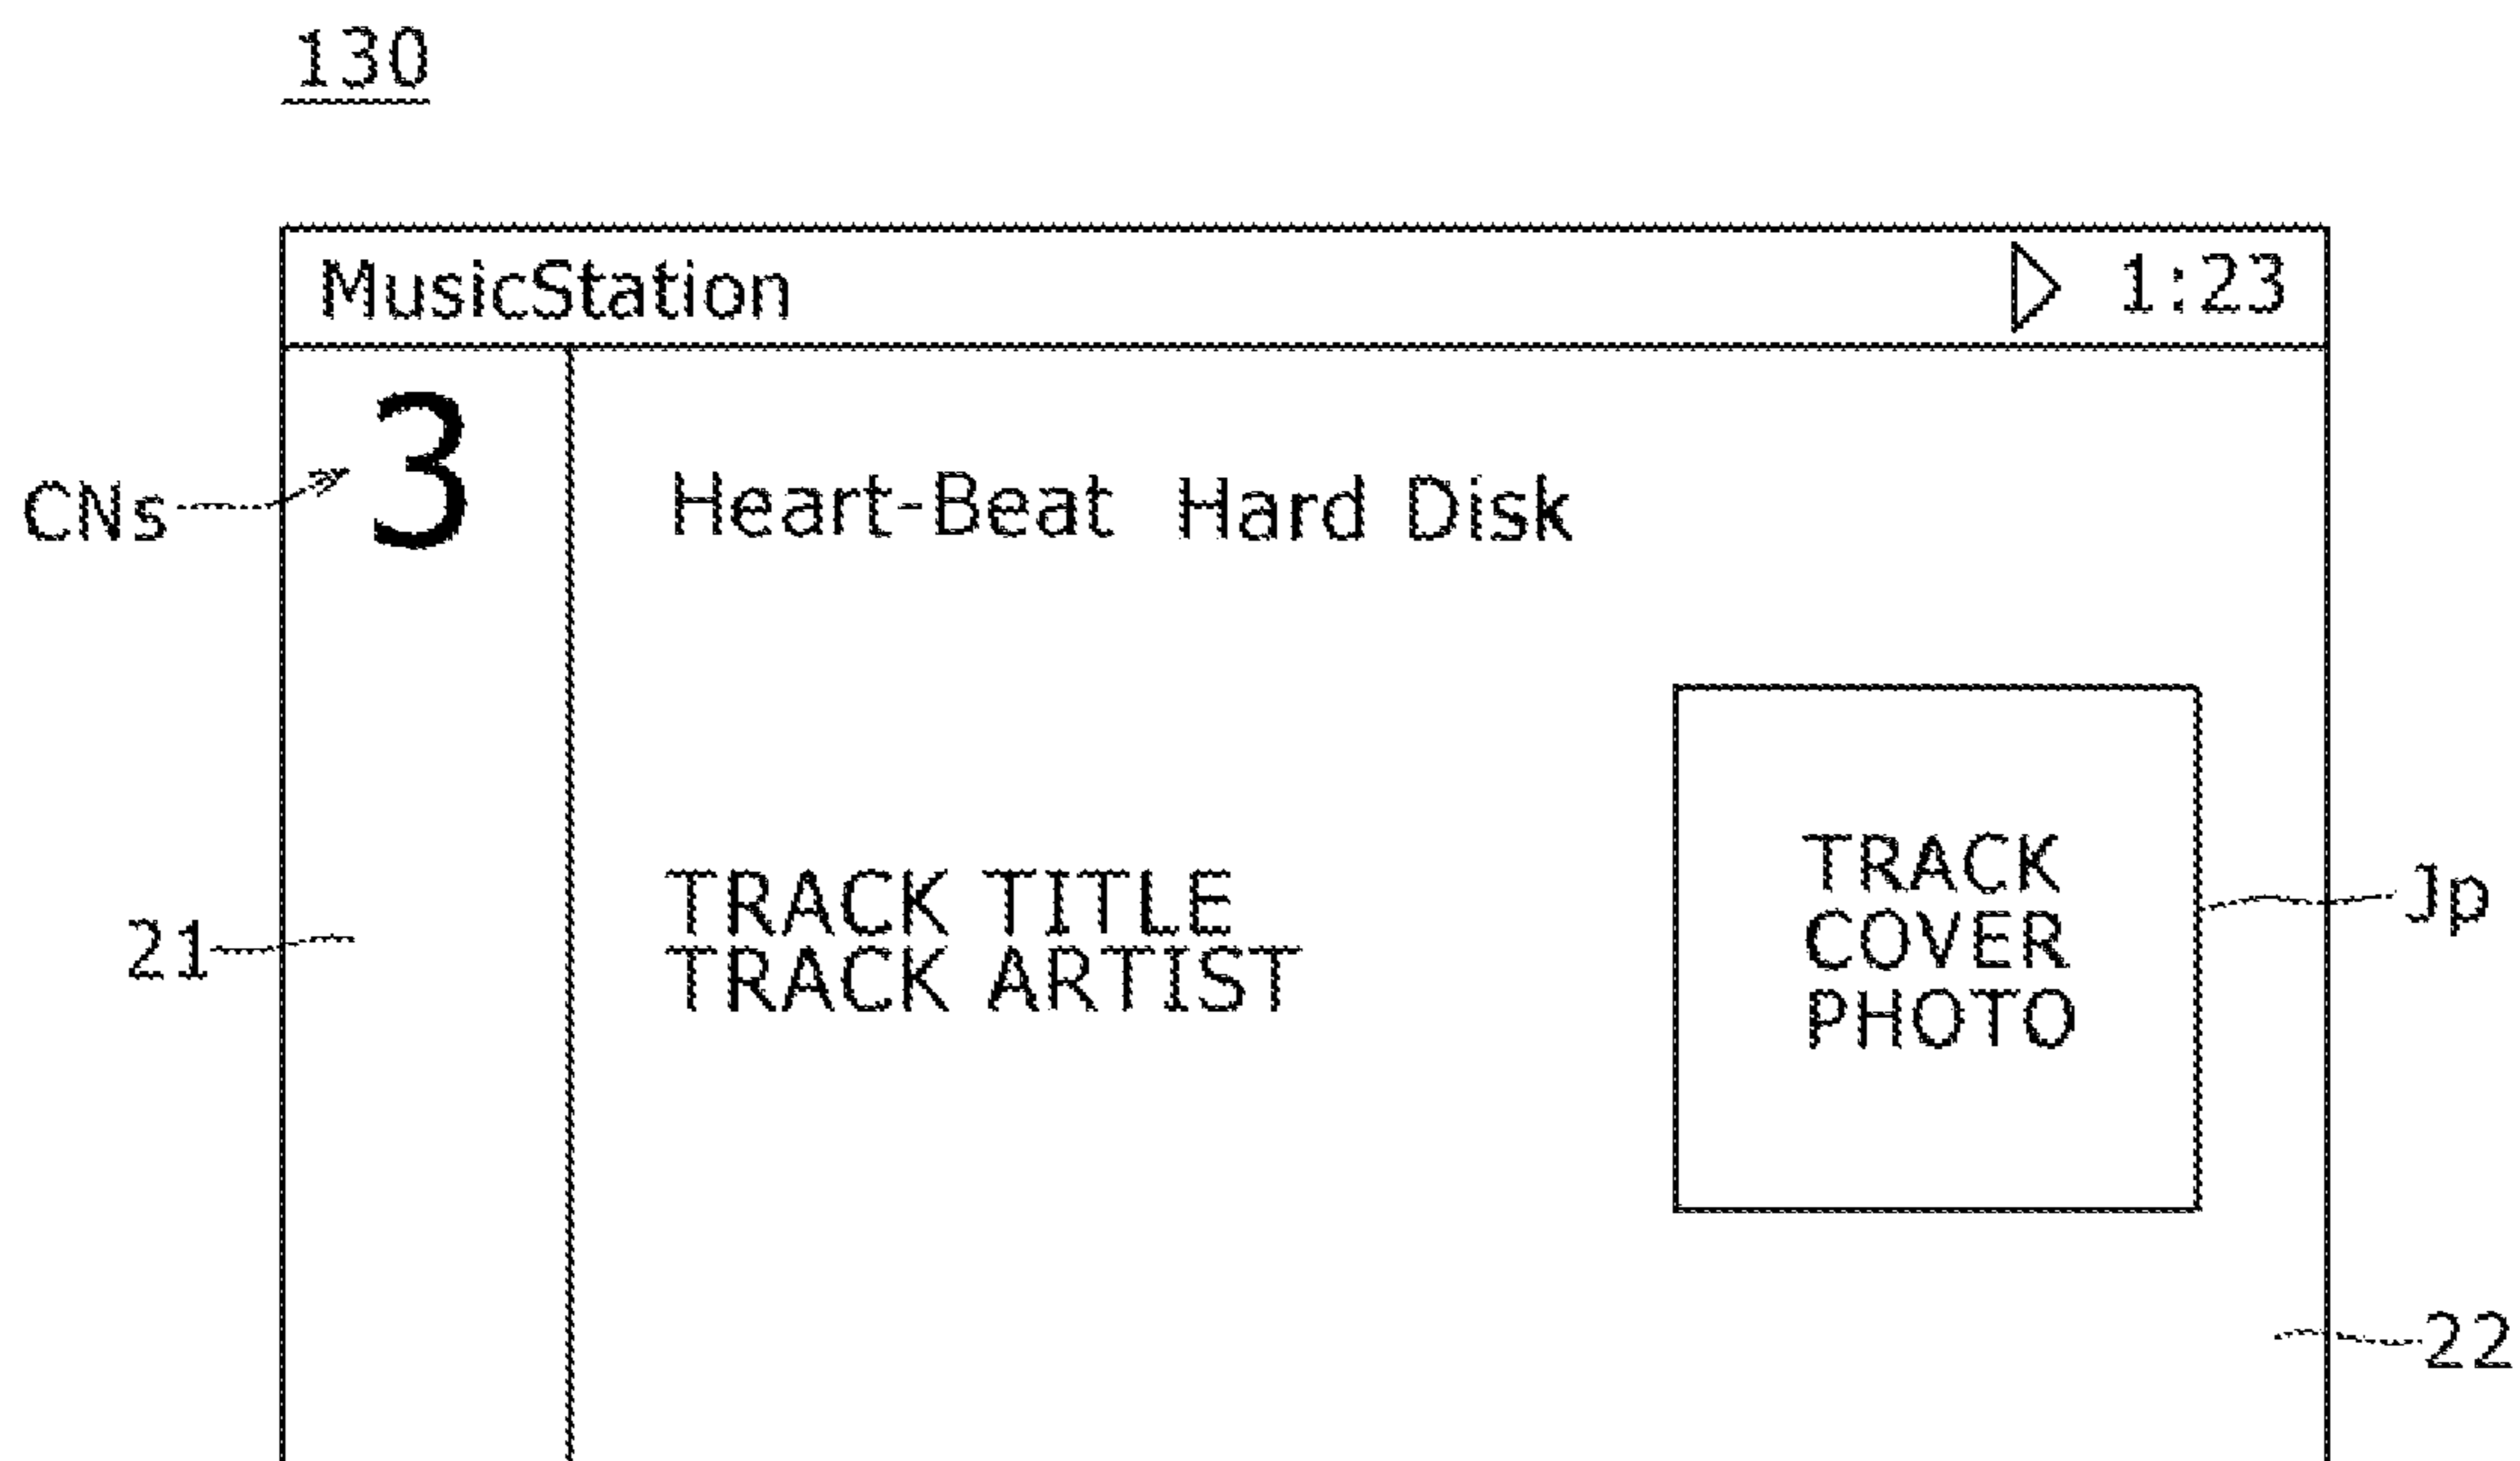 130
MusicStation 1:23
CNs 3 Heart-Beat Hard Disk
TRACK TITLE
TRACK ARTIST
TRACK
COVER
PHOTO
Jp
21
22